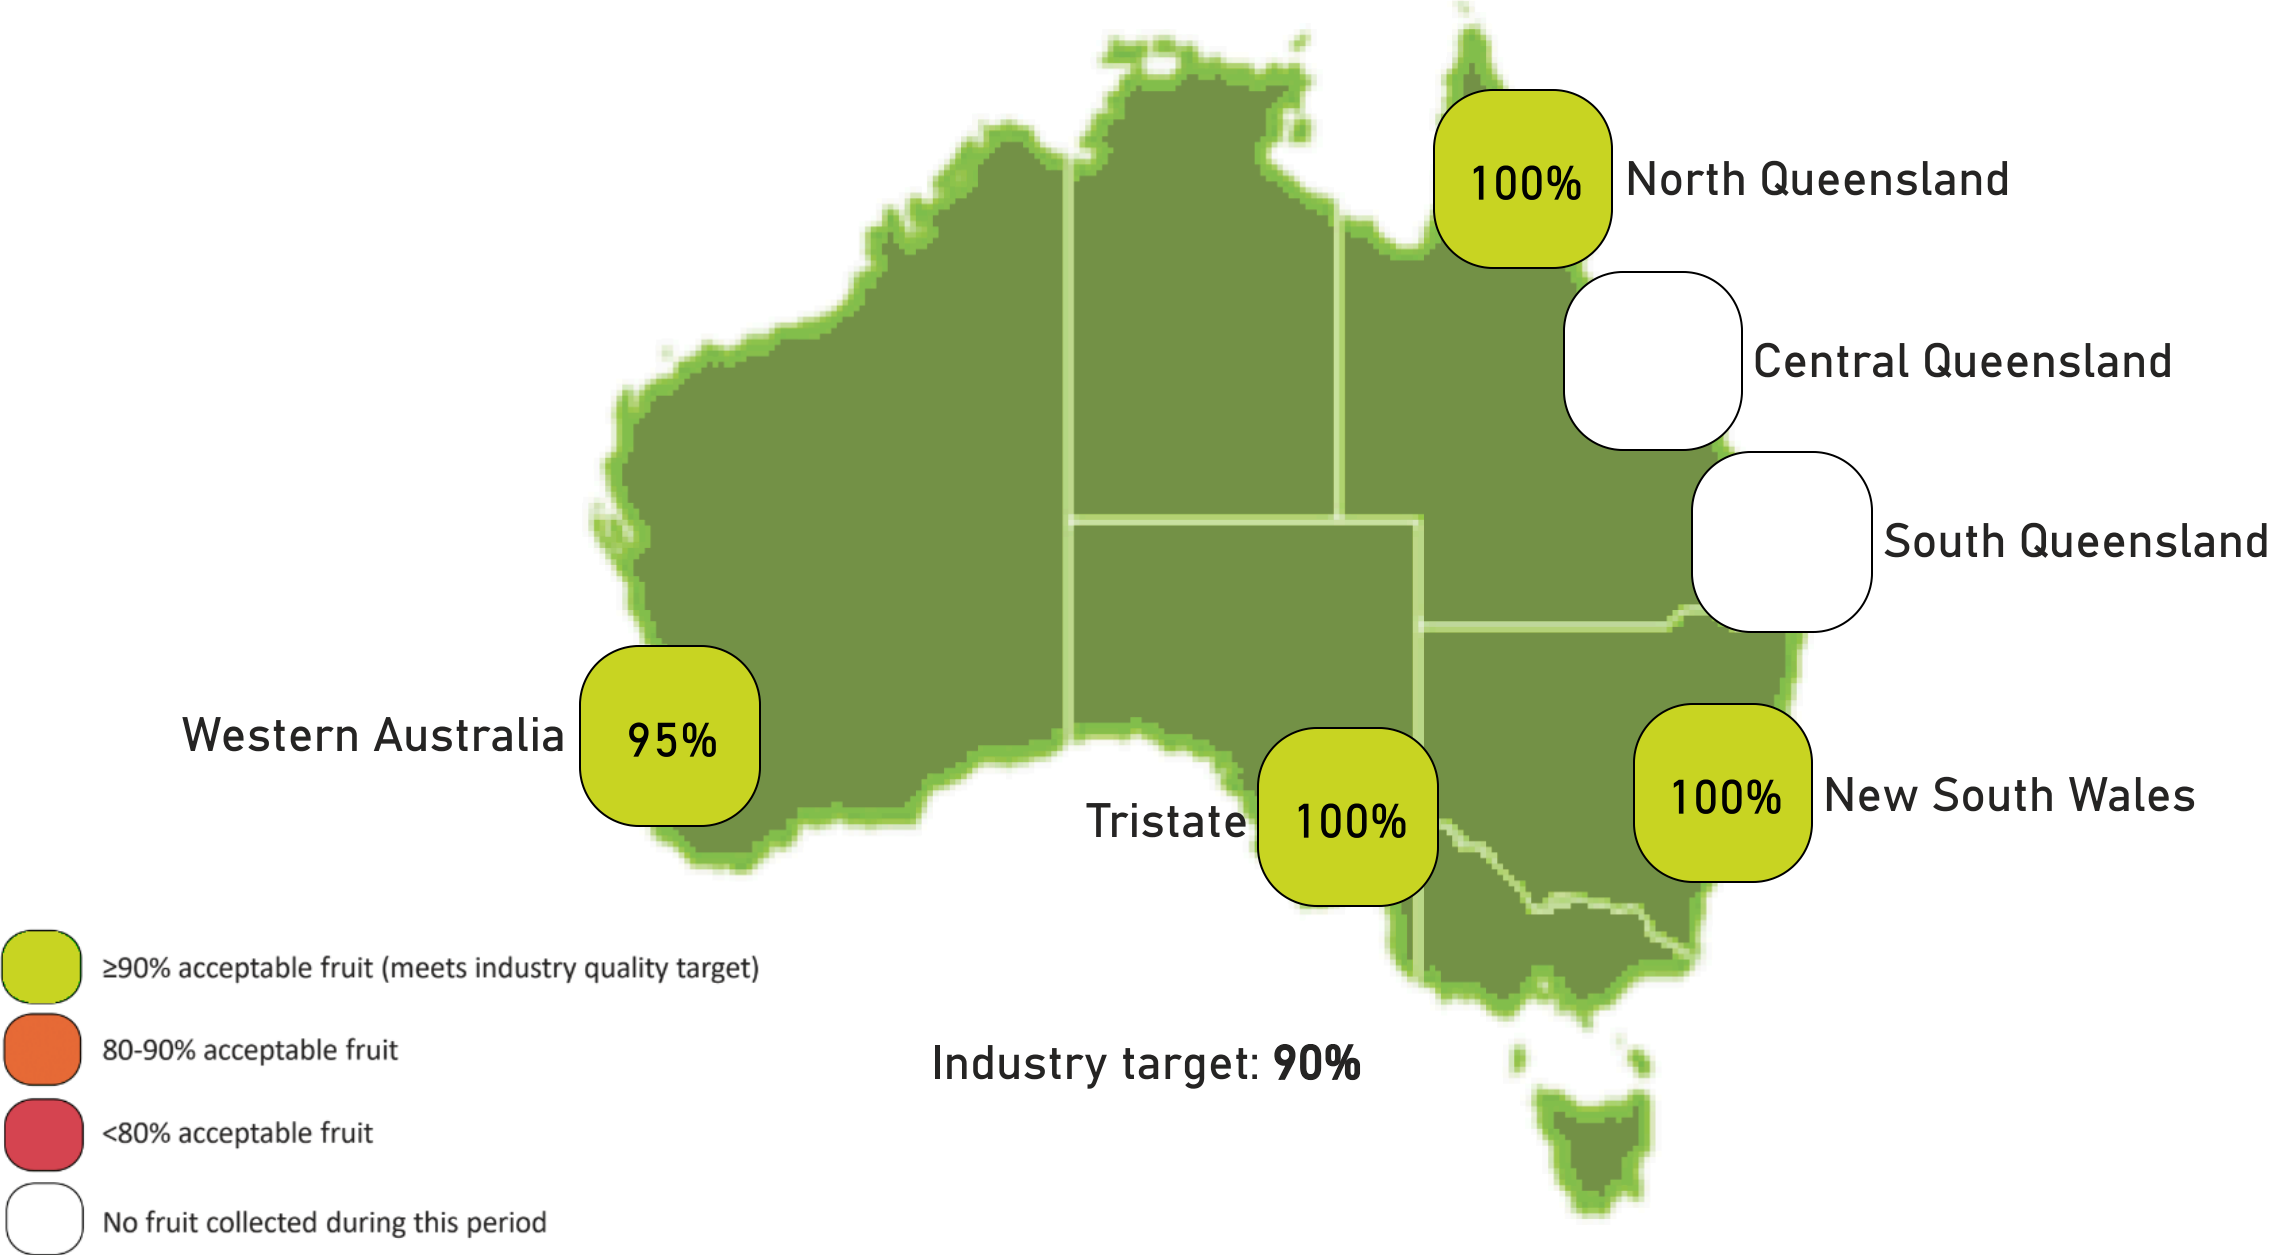 100%
North Queensland
Central Queensland
South Queensland
Western Australia
95%
Tristate
100%
100%
New South Wales
≥90% acceptable fruit (meets industry quality target)
80-90% acceptable fruit
Industry target: 90%
<80% acceptable fruit
No fruit collected during this period